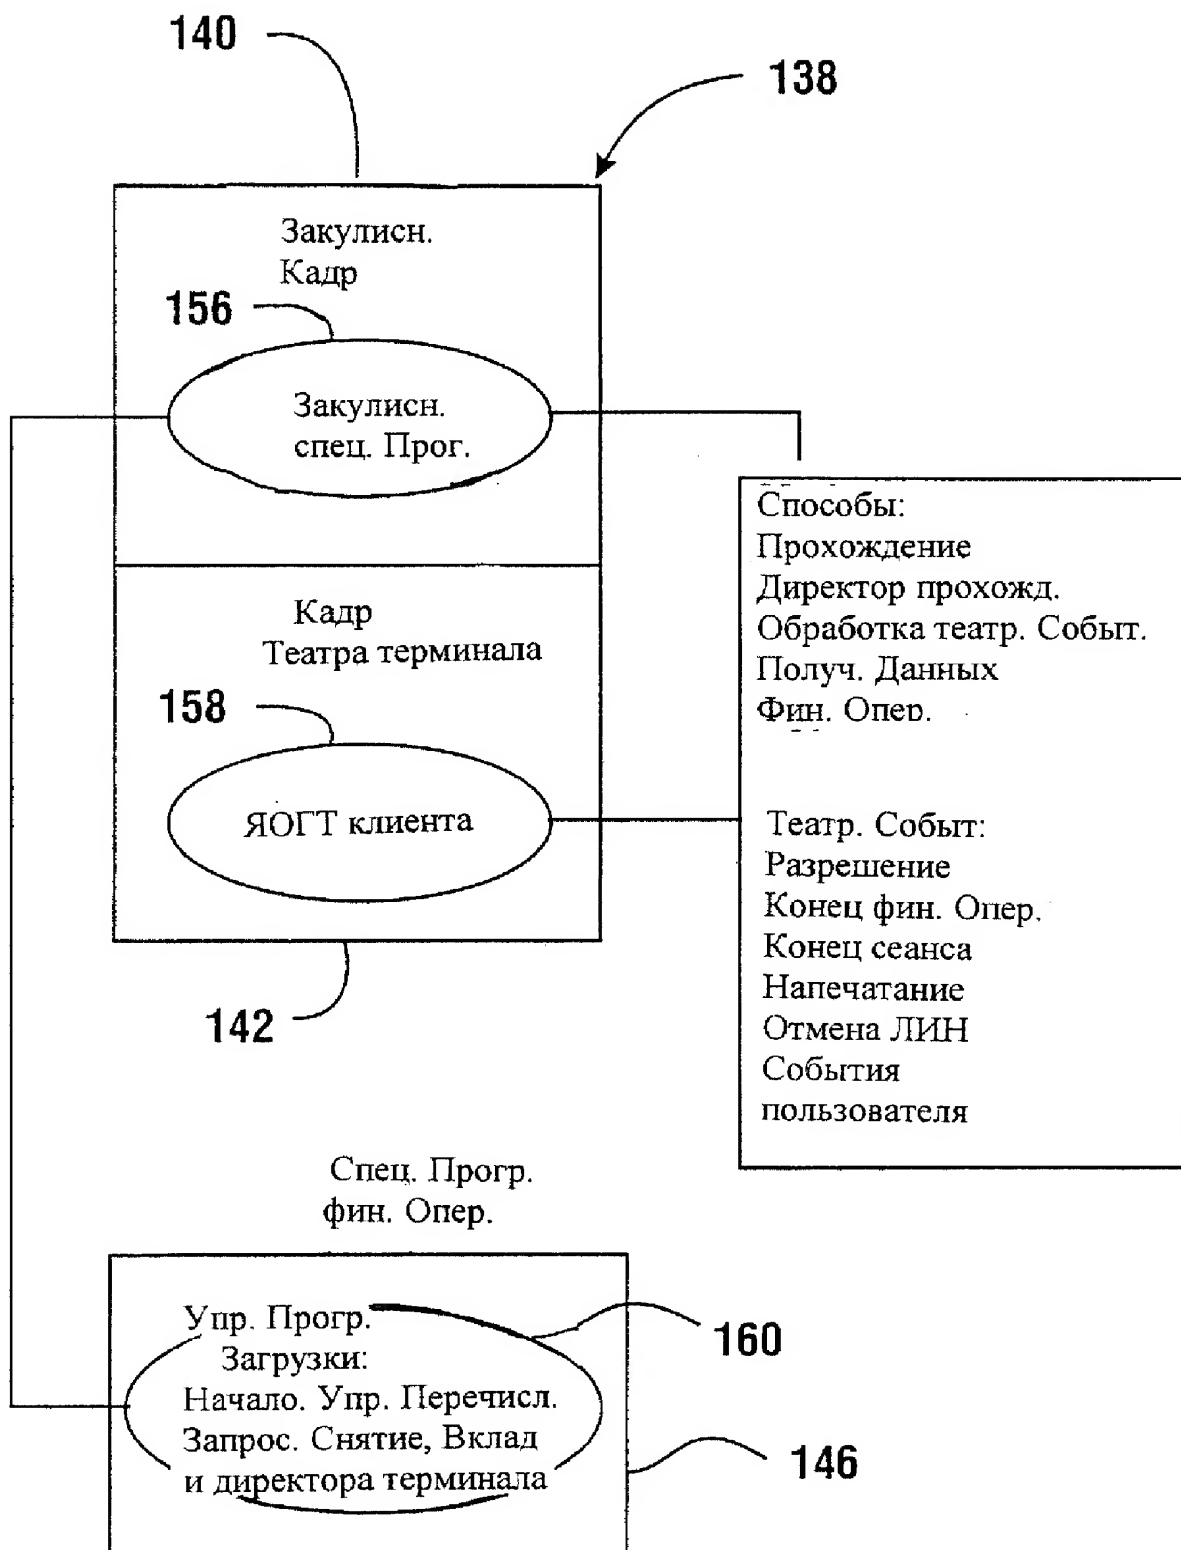 140
138
Закулисн.
Кадр
156
Закулисн.
спец. Прог.
Способы:
Прохождение
Директор прохожд.
Обработка театр. Событ.
Получ. Данных
Фин. Опер.
Кадр
Театра терминала
158
ЯОГТ клиента
Театр. Событ:
Разрешение
Конец фин. Опер.
Конец сеанса
Напечатание
Отмена ЛИН
События
пользователя
142
Спец. Прогр.
фин. Опер.
Упр. Прогр.
Загрузки:
Начало. Упр. Перечисл.
Запрос. Снятие, Вклад
и директора терминала
160
146